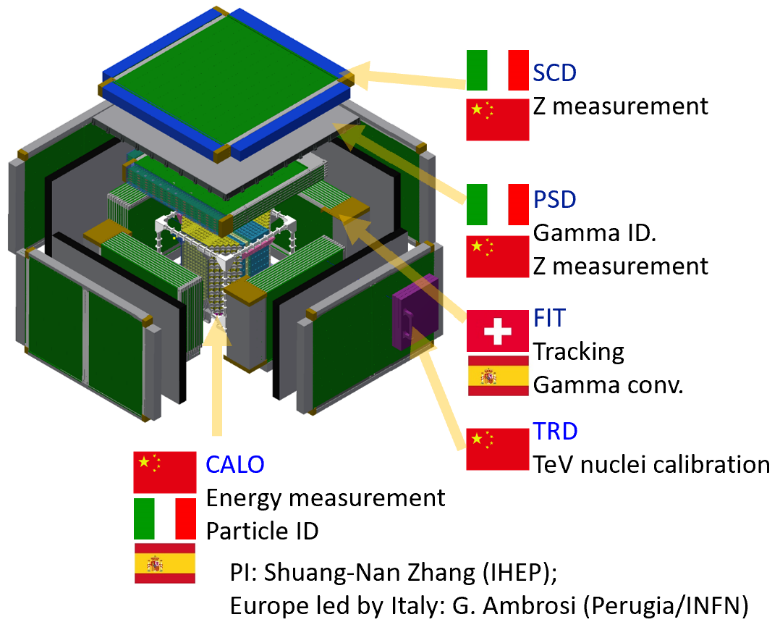 SCD
Z measurement
PSD
Gamma ID.
Z measurement
FIT
Tracking
Gamma conv.
TRD
TeV nuclei calibration
CALO
Energy measurement
Particle ID
PI: Shuang-Nan Zhang (IHEP);
Europe led by Italy: G. Ambrosi (Perugia/INFN)